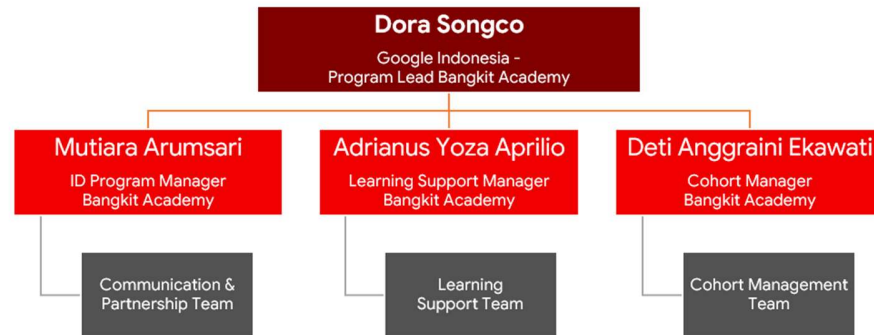 Dora Songco
Google Indonesia -
Program Lead Bangkit Academy
Mutiara Arumsari
ID Program Manager
Bangkit Academy
Adrianus Yoza Aprilio
Learning Support Manager
Bangkit Academy
Deti Anggraini Ekawati
Cohort Manager
Bangkit Academy
Communication &
Partnership Team
Learning
Support Team
Cohort Management
Team